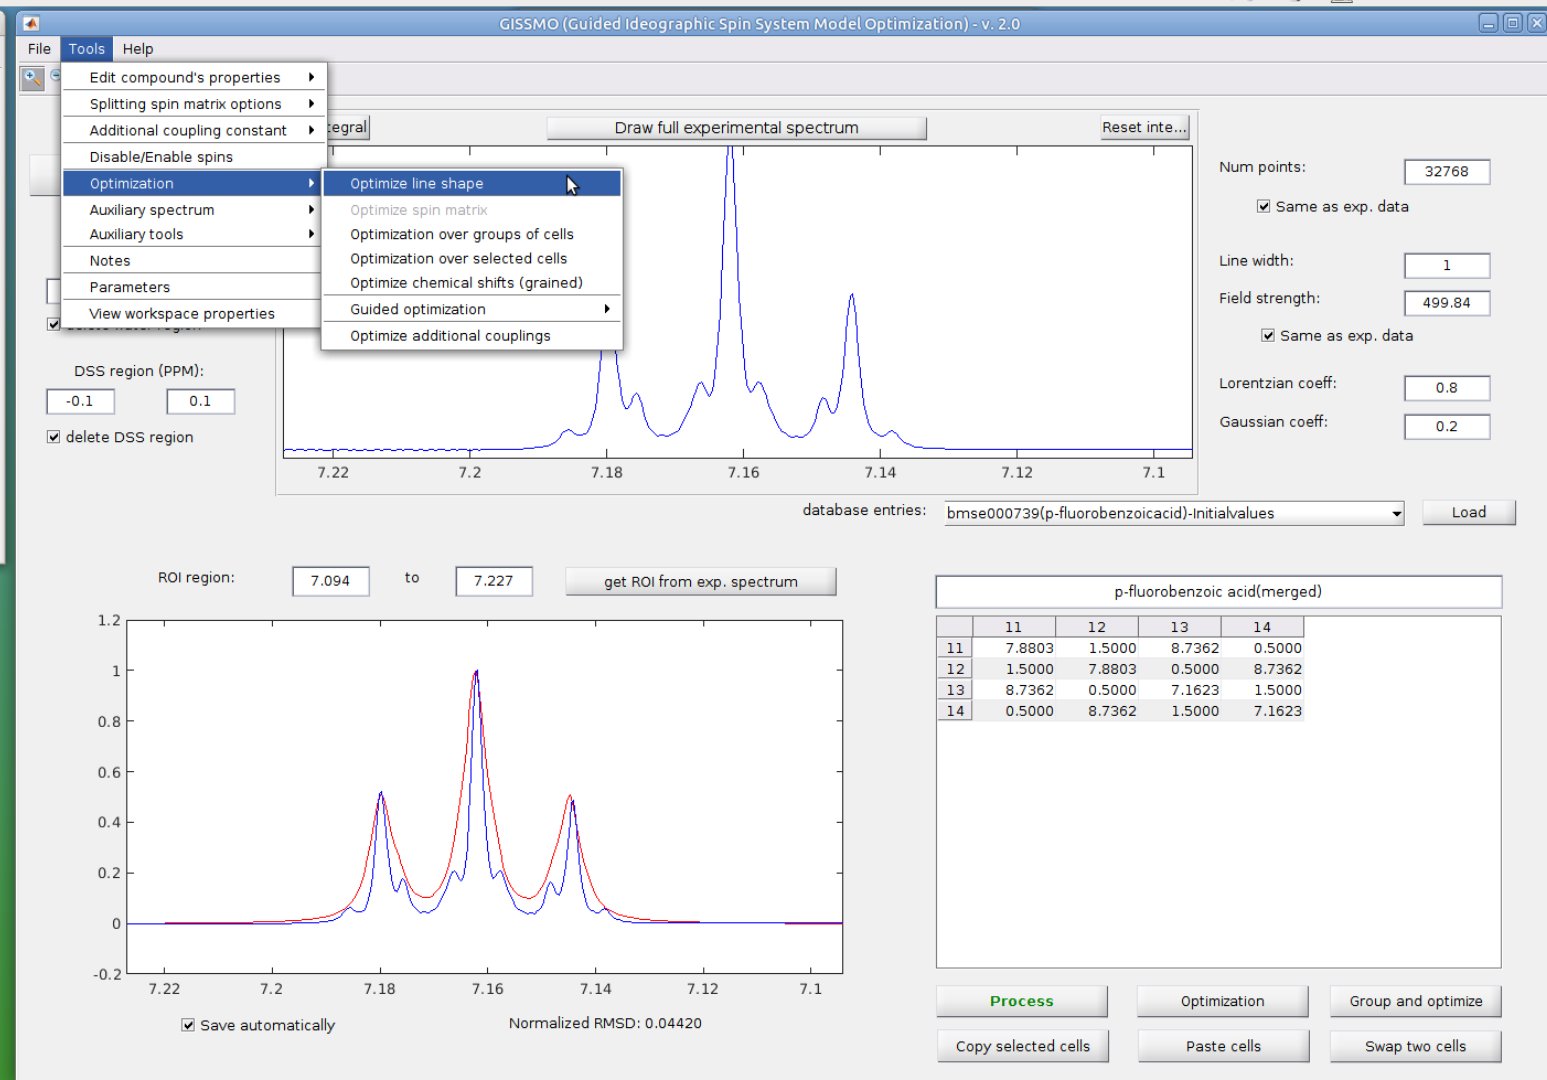 GISSMO (Guided Ideographic Spin System Model Optimization) - v. 2.0
File Tools Help
Edit compound's properties
Splitting spin matrix options
Additional coupling constant
Disable/Enable spins
Optimization
Auxiliary spectrum
Auxiliary tools
Notes
Parameters
View workspace properties
Optimize line shape
Optimize spin matrix
Optimization over groups of cells
Optimization over selected cells
Optimize chemical shifts (grained)
Guided optimization
Optimize additional couplings
Draw full experimental spectrum
Reset inte...
7.22 7.2 7.18 7.16 7.14 7.12 7.1
Num points: 32768
Same as exp. data
Line width: 1
Field strength: 499.84
Same as exp. data
Lorentzian coeff: 0.8
Gaussian coeff: 0.2
DSS region (PPM):
-0.1 0.1
delete DSS region
database entries: bmse000739(p-fluorobenzoicacid)-Initialvalues Load
ROI region: 7.094 to 7.227 get ROI from exp. spectrum
1.2
1
0.8
0.6
0.4
0.2
0
-0.2
7.22 7.2 7.18 7.16 7.14 7.12 7.1
Save automatically Normalized RMSD: 0.04420
p-fluorobenzoic acid(merged)
11 12 13 14
11 7.8803 1.5000 8.7362 0.5000
12 1.5000 7.8803 0.5000 8.7362
13 8.7362 0.5000 7.1623 1.5000
14 0.5000 8.7362 1.5000 7.1623
Process Optimization Group and optimize
Copy selected cells Paste cells Swap two cells